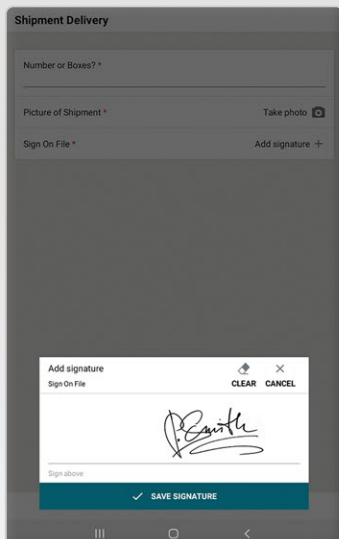 Shipment Delivery
Number or Boxes? *
Picture of Shipment * Take photo
Sign On File * Add signature +
Add signature
Sign On File CLEAR CANCEL
P. Smith
Sign above
SAVE SIGNATURE